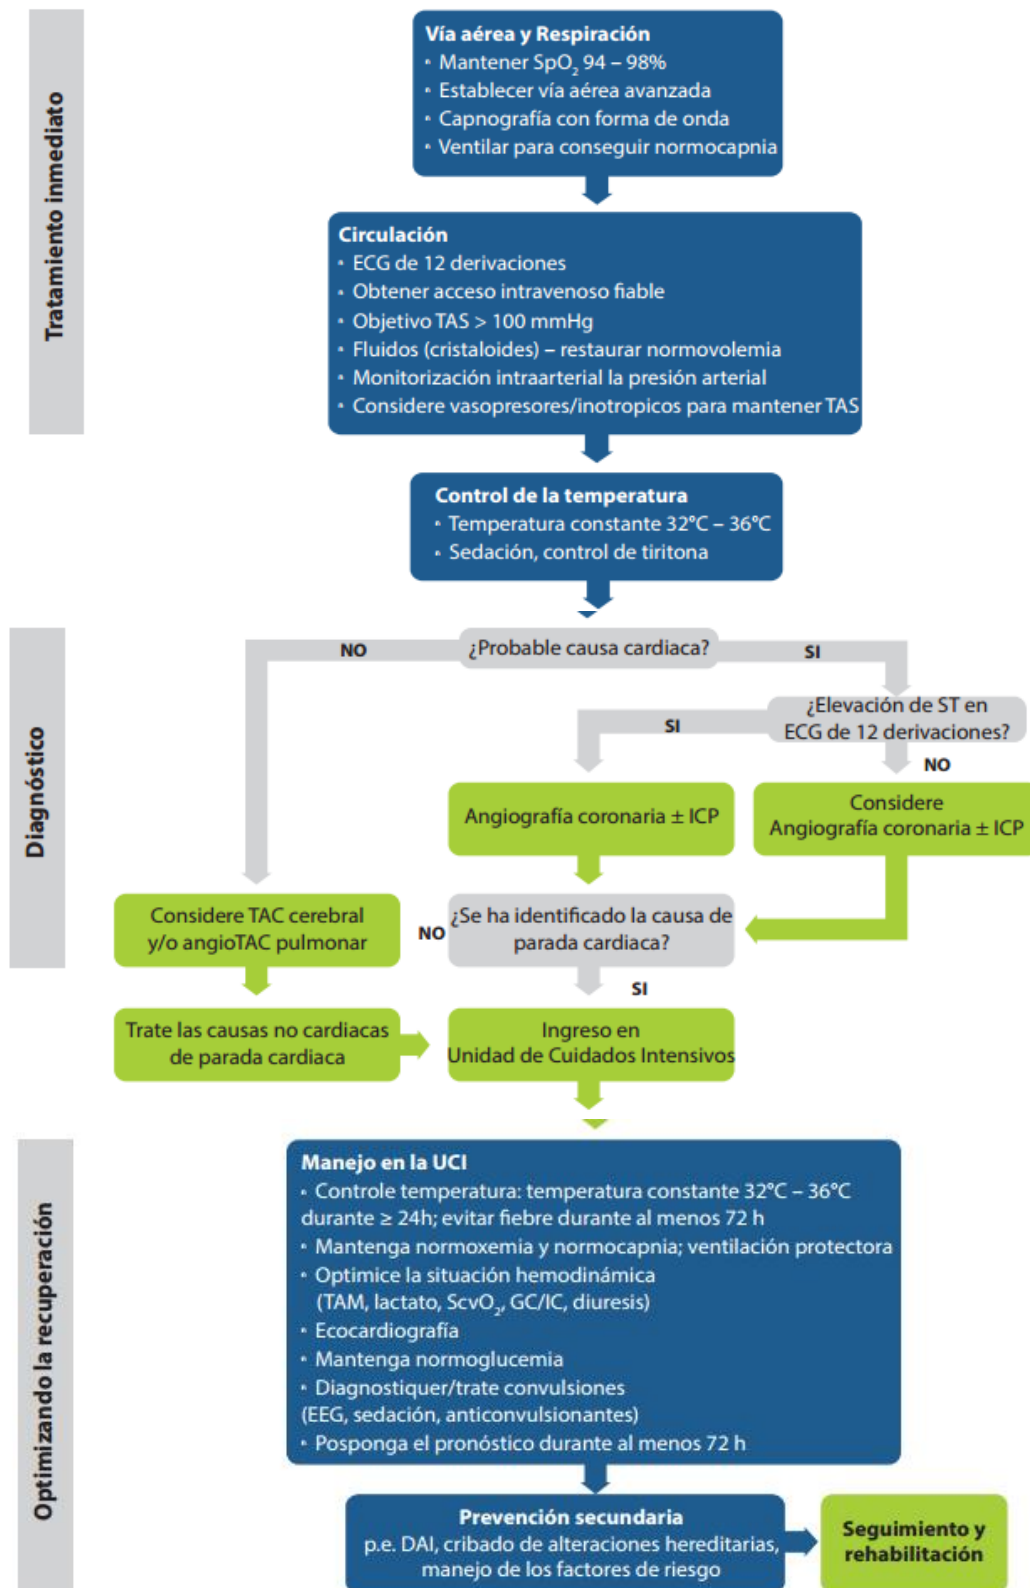 Tratamiento inmediato
Vía aérea y Respiración
• Mantener SpO₂ 94 – 98%
• Establecer vía aérea avanzada
• Capnografía con forma de onda
• Ventilar para conseguir normocapnia
Circulación
• ECG de 12 derivaciones
• Obtener acceso intravenoso fiable
• Objetivo TAS > 100 mmHg
• Fluidos (cristaloides) – restaurar normovolemia
• Monitorización intraarterial la presión arterial
• Considere vasopresores/inotropicos para mantener TAS
Control de la temperatura
• Temperatura constante 32°C – 36°C
• Sedación, control de tiritona
Diagnóstico
¿Probable causa cardiaca?
NO
SI
¿Elevación de ST en
ECG de 12 derivaciones?
SI
NO
Angiografía coronaria ± ICP
Considere
Angiografía coronaria ± ICP
Considere TAC cerebral
y/o angioTAC pulmonar
NO
¿Se ha identificado la causa de
parada cardiaca?
SI
Trate las causas no cardiacas
de parada cardiaca
Ingreso en
Unidad de Cuidados Intensivos
Optimizando la recuperación
Manejo en la UCI
• Controle temperatura: temperatura constante 32°C – 36°C
durante ≥ 24h; evitar fiebre durante al menos 72 h
• Mantenga normoxemia y normocapnia; ventilación protectora
• Optimice la situación hemodinámica
(TAM, lactato, ScvO₂, GC/IC, diuresis)
• Ecocardiografía
• Mantenga normoglucemia
• Diagnostiquer/trate convulsiones
(EEG, sedación, anticonvulsionantes)
• Posponga el pronóstico durante al menos 72 h
Prevención secundaria
p.e. DAI, cribado de alteraciones hereditarias,
manejo de los factores de riesgo
Seguimiento y
rehabilitación